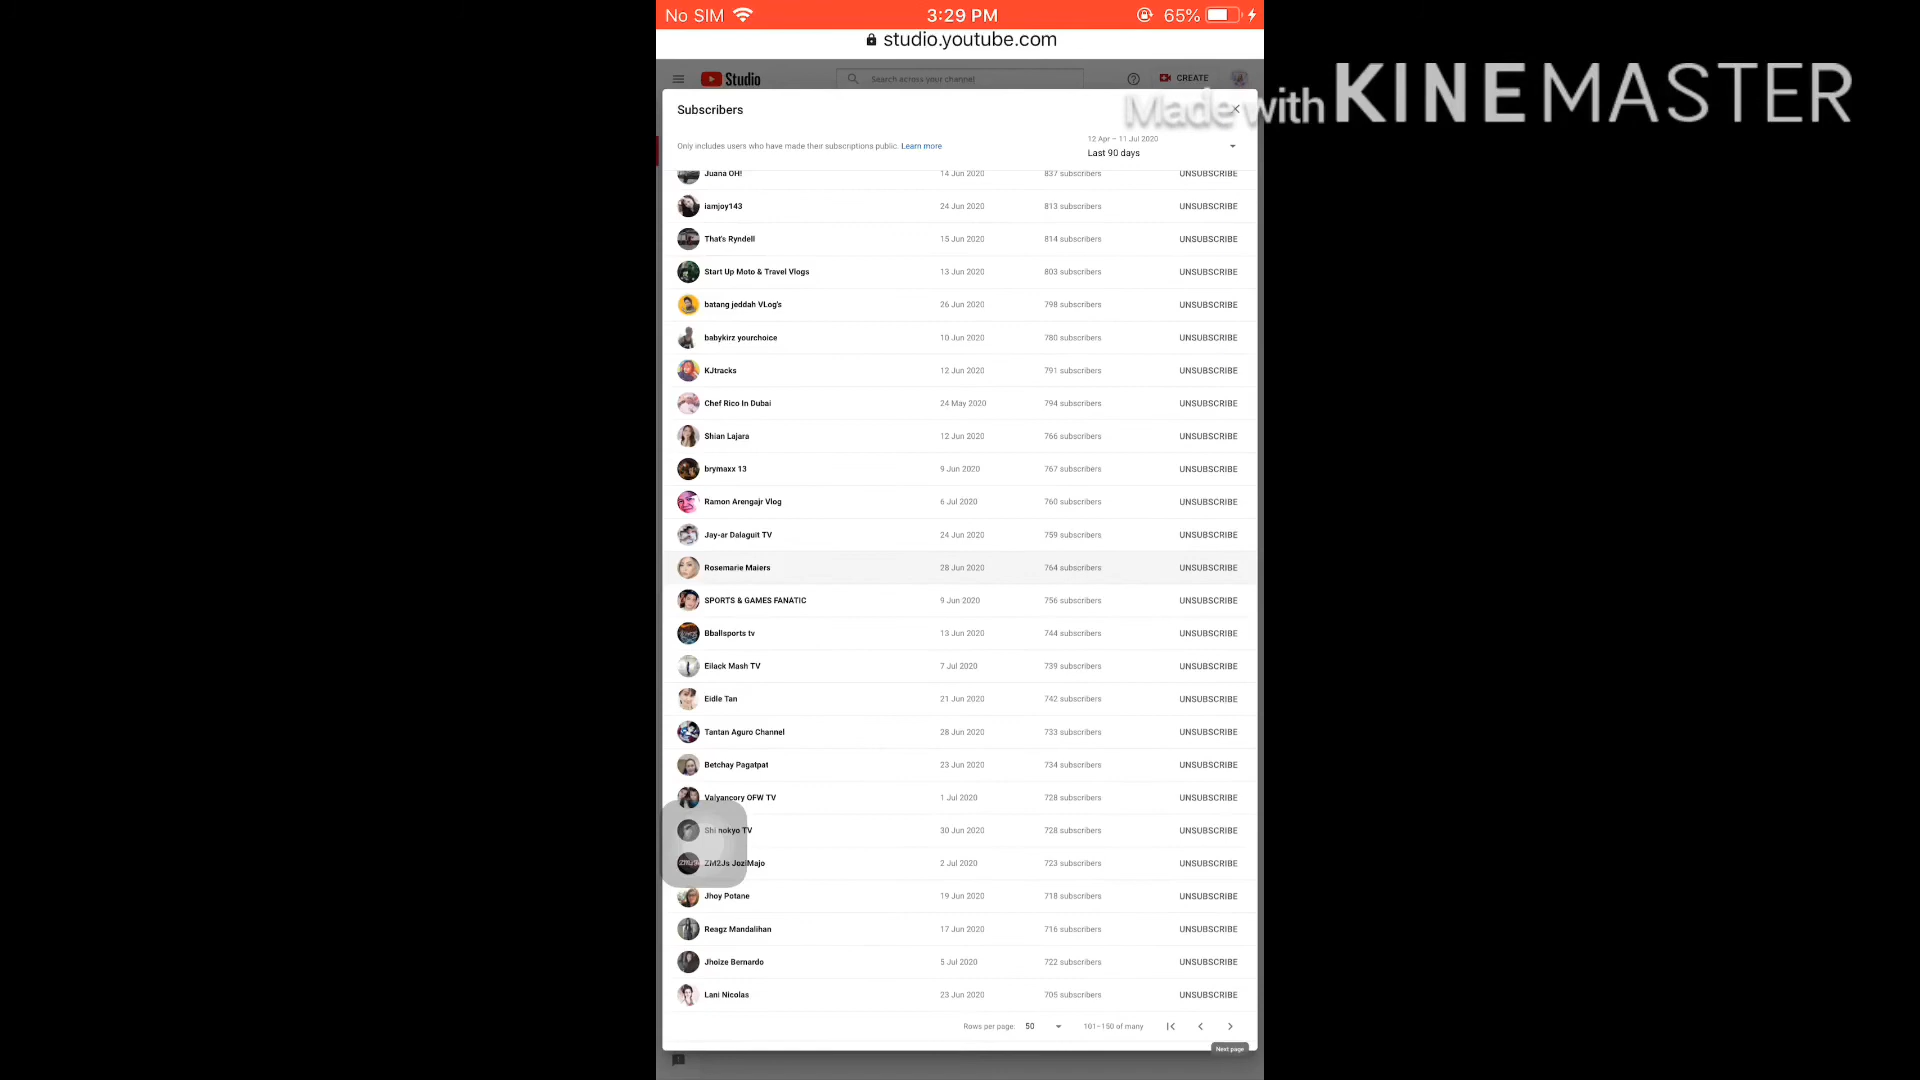 No SIM 3:29 PM 65%
studio.youtube.com
Studio Search across your channel CREATE
Made with KINEMASTER
Subscribers
12 Apr – 11 Jul 2020
Only includes users who have made their subscriptions public. Learn more Last 90 days
Juana OH! 14 Jun 2020 837 subscribers UNSUBSCRIBE
iamjoy143 24 Jun 2020 813 subscribers UNSUBSCRIBE
That's Ryndell 15 Jun 2020 814 subscribers UNSUBSCRIBE
Start Up Moto & Travel Vlogs 13 Jun 2020 803 subscribers UNSUBSCRIBE
batang jeddah VLog's 26 Jun 2020 798 subscribers UNSUBSCRIBE
babykirz yourchoice 10 Jun 2020 780 subscribers UNSUBSCRIBE
KJtracks 12 Jun 2020 791 subscribers UNSUBSCRIBE
Chef Rico In Dubai 24 May 2020 794 subscribers UNSUBSCRIBE
Shian Lajara 12 Jun 2020 766 subscribers UNSUBSCRIBE
brymaxx 13 9 Jun 2020 767 subscribers UNSUBSCRIBE
Ramon Arengajr Vlog 6 Jul 2020 760 subscribers UNSUBSCRIBE
Jay-ar Dalaguit TV 24 Jun 2020 759 subscribers UNSUBSCRIBE
Rosemarie Maiers 28 Jun 2020 764 subscribers UNSUBSCRIBE
SPORTS & GAMES FANATIC 9 Jun 2020 756 subscribers UNSUBSCRIBE
Bballsports tv 13 Jun 2020 744 subscribers UNSUBSCRIBE
Eilack Mash TV 7 Jul 2020 739 subscribers UNSUBSCRIBE
Eidle Tan 21 Jun 2020 742 subscribers UNSUBSCRIBE
Tantan Aguro Channel 28 Jun 2020 733 subscribers UNSUBSCRIBE
Betchay Pagatpat 23 Jun 2020 734 subscribers UNSUBSCRIBE
Valyancory OFW TV 1 Jul 2020 728 subscribers UNSUBSCRIBE
Shi nokyo TV 30 Jun 2020 728 subscribers UNSUBSCRIBE
ZM2Js JoziMajo 2 Jul 2020 723 subscribers UNSUBSCRIBE
Jhoy Potane 19 Jun 2020 718 subscribers UNSUBSCRIBE
Reagz Mandalihan 17 Jun 2020 716 subscribers UNSUBSCRIBE
Jhoize Bernardo 5 Jul 2020 722 subscribers UNSUBSCRIBE
Lani Nicolas 23 Jun 2020 705 subscribers UNSUBSCRIBE
Rows per page: 50 101–150 of many
Next page